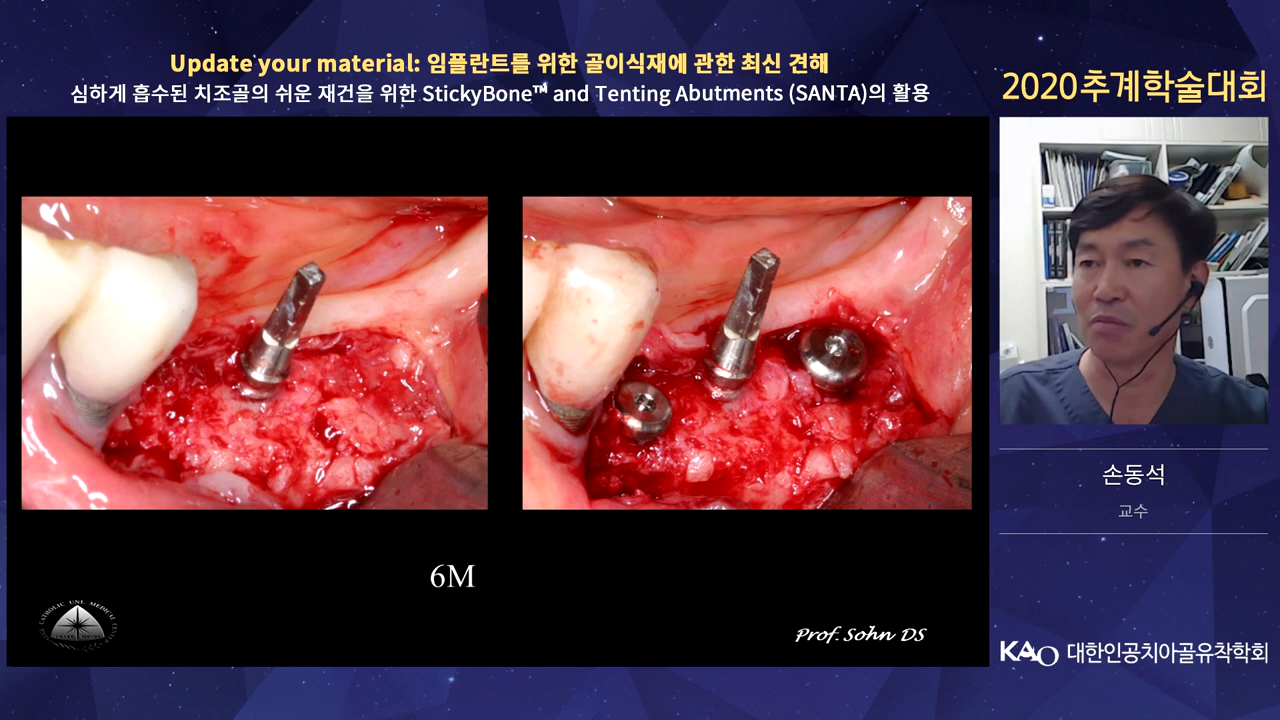 Update your material: 임플란트를 위한 골이식재에 관한 최신 견해
심하게 흡수된 치조골의 쉬운 재건을 위한 StickyBone™ and Tenting Abutments (SANTA)의 활용
2020추계학술대회
6M
CATHOLIC UNI. MEDICAL CENTER
Prof. Sohn DS
손동석
교수
KAO 대한인공치아골유착학회